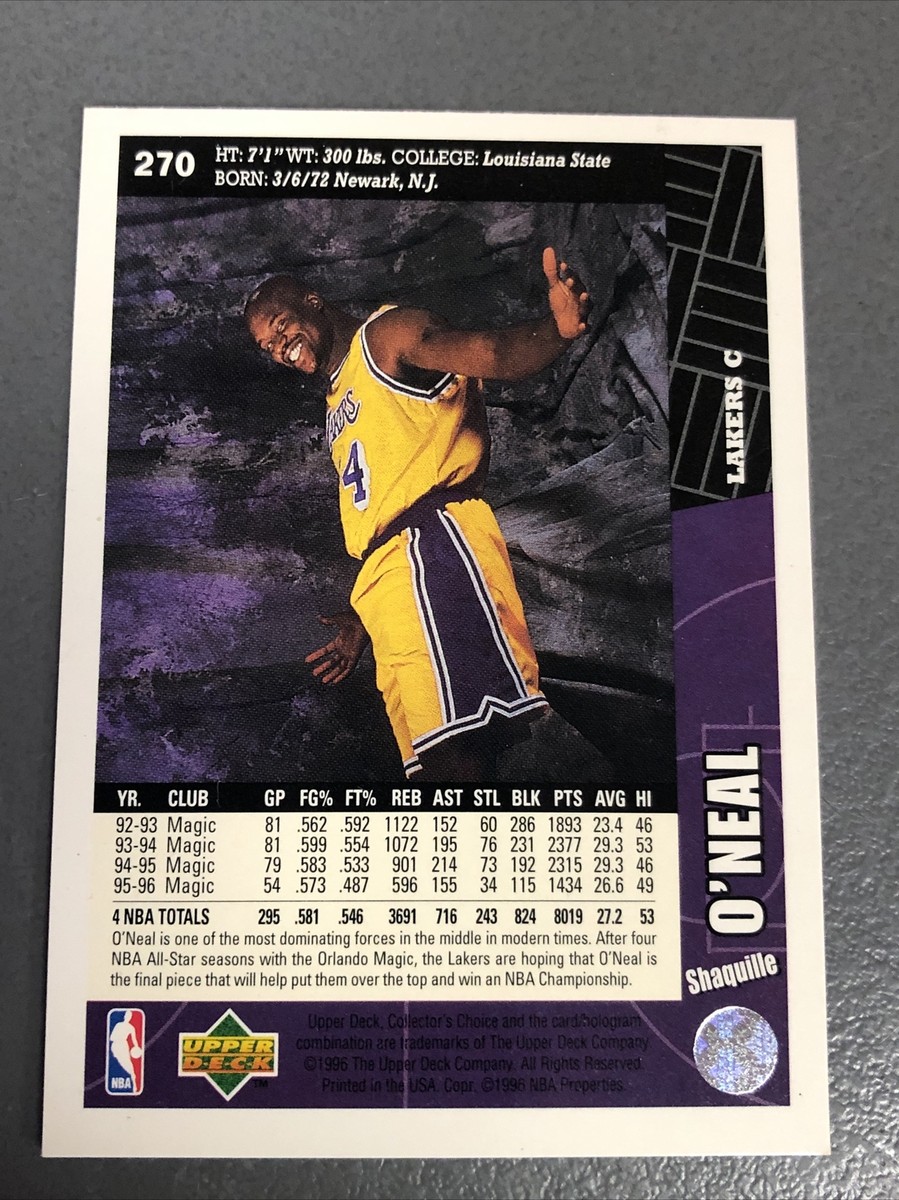 270
HT: 7'1" WT: 300 lbs. COLLEGE: Louisiana State
BORN: 3/6/72 Newark, N.J.
LAKERS C
4
YR. CLUB GP FG% FT% REB AST STL BLK PTS AVG HI
92-93 Magic 81 .562 .592 1122 152 60 286 1893 23.4 46
93-94 Magic 81 .599 .554 1072 195 76 231 2377 29.3 53
94-95 Magic 79 .583 .533 901 214 73 192 2315 29.3 46
95-96 Magic 54 .573 .487 596 155 34 115 1434 26.6 49
4 NBA TOTALS 295 .581 .546 3691 716 243 824 8019 27.2 53
O'Neal is one of the most dominating forces in the middle in modern times. After four
NBA All-Star seasons with the Orlando Magic, the Lakers are hoping that O'Neal is
the final piece that will help put them over the top and win an NBA Championship.
O'NEAL
Shaquille
NBA
UPPER
DECK
TM
Upper Deck, Collector's Choice and the card/hologram
combination are trademarks of The Upper Deck Company.
©1996 The Upper Deck Company. All Rights Reserved.
Printed in the USA. Copr. ©1996 NBA Properties.